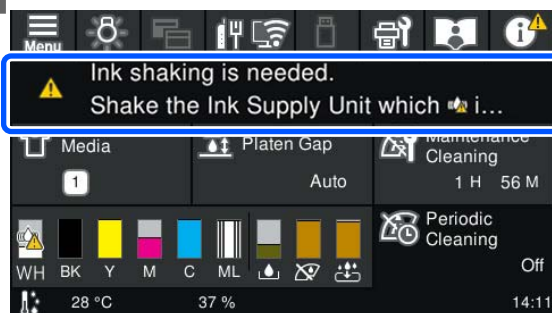 Menu
Ink shaking is needed.
Shake the Ink Supply Unit which i...
Media
1
Platen Gap
Auto
Maintenance
Cleaning
1 H 56 M
WH BK Y M C ML
Periodic
Cleaning
Off
28 °C 37 % 14:11